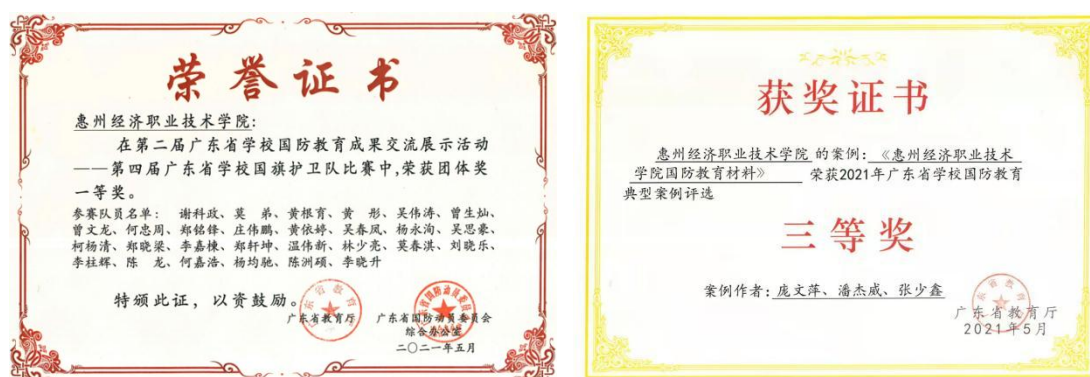 荣誉证书
惠州经济职业技术学院:
在第二届广东省学校国防教育成果交流展示活动
——第四届广东省学校国旗护卫队比赛中,荣获团体奖
一等奖。
参赛队员名单: 谢科政、莫 弟、黄根育、黄 彤、吴伟涛、曾生灿、
曾文龙、何忠周、郑铭锋、庄伟鹏、黄依婷、吴春凤、杨永洵、吴思豪、
柯杨清、郑晓梁、李嘉棟、郑轩坤、温伟新、林少亮、莫春淇、刘晓乐、
李柱辉、陈 龙、何嘉浩、杨均驰、陈洲硕、李晓升
特颁此证，以资鼓励。
广东省教育厅
广东省国防动员委员会
综合办公室
二〇二一年五月
获奖证书
惠州经济职业技术学院 的案例: 《惠州经济职业技术
学院国防教育材料》 荣获2021年广东省学校国防教育
典型案例评选
三等奖
案例作者: 庞文萍、潘杰威、张少鑫
广东省教育厅
2021年5月